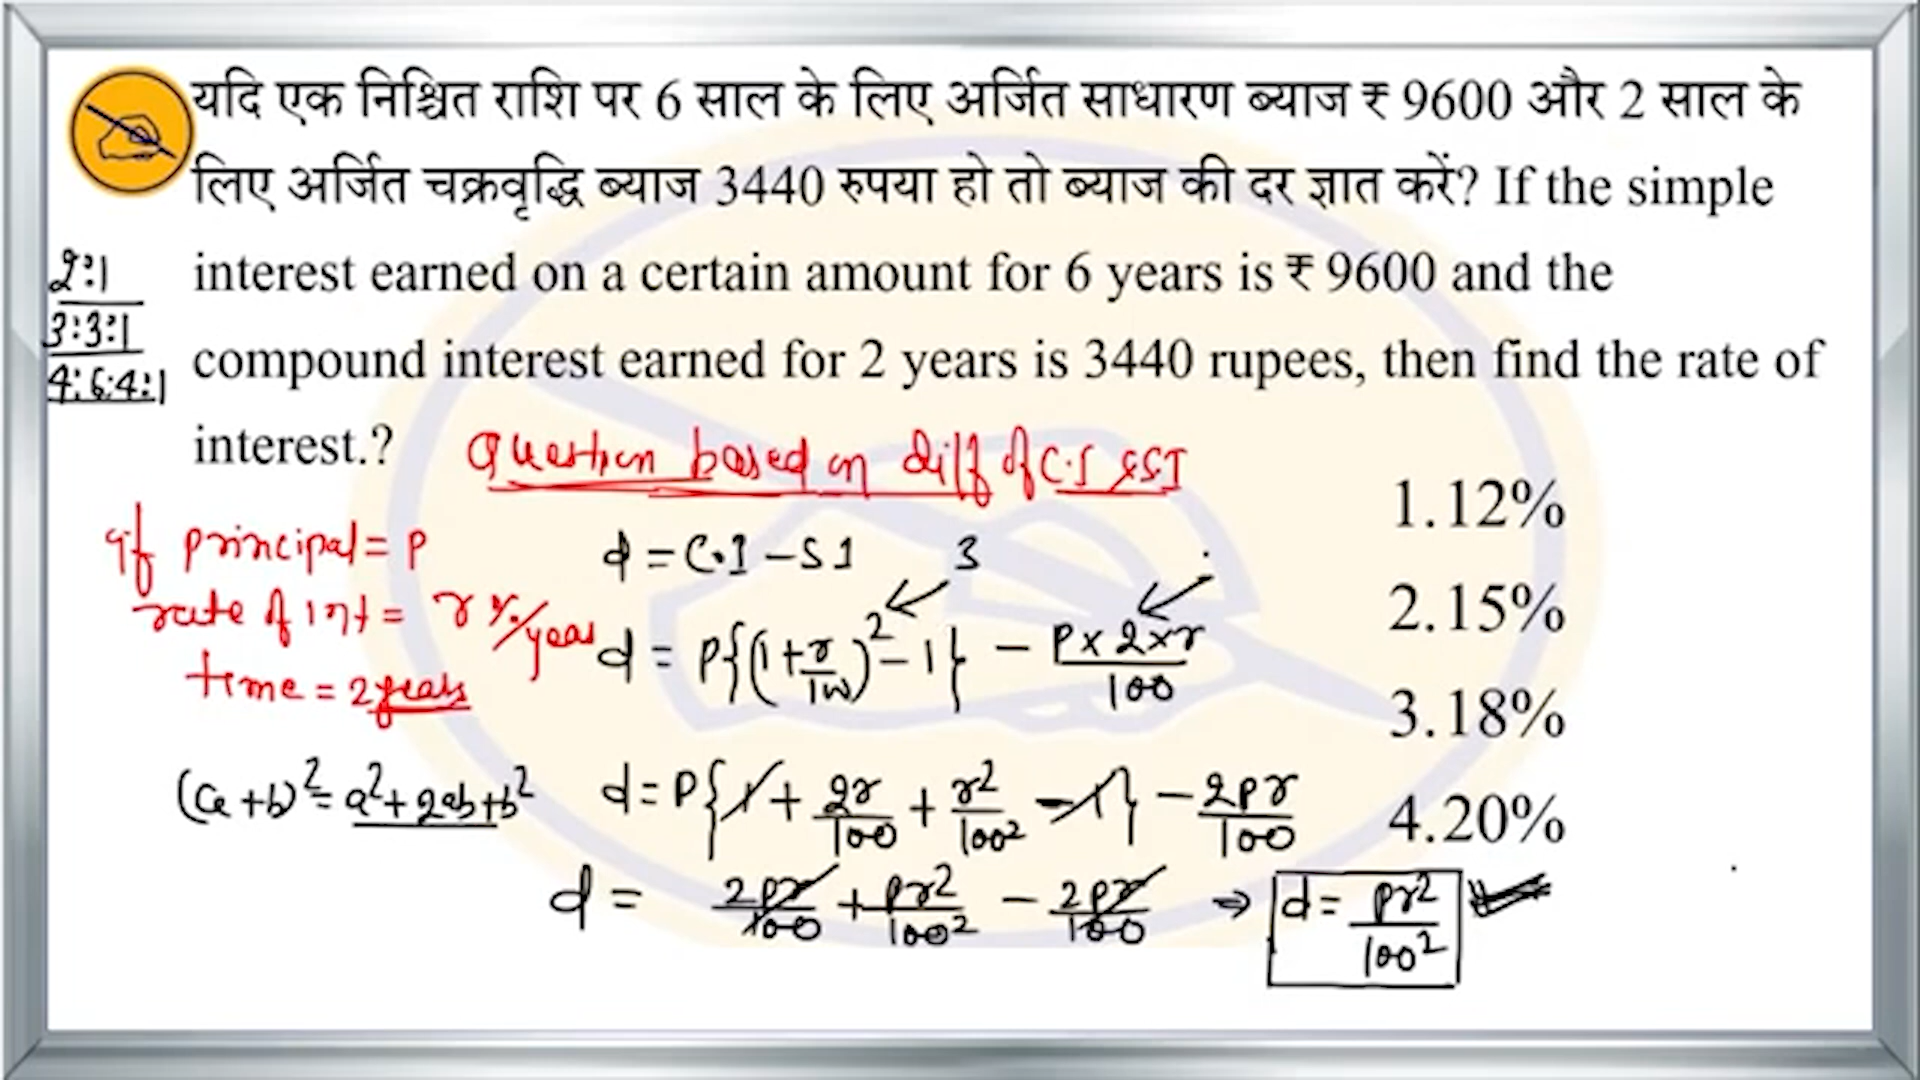 यदि एक निश्चित राशि पर 6 साल के लिए अर्जित साधारण ब्याज ₹ 9600 और 2 साल के
लिए अर्जित चक्रवृद्धि ब्याज 3440 रुपया हो तो ब्याज की दर ज्ञात करें? If the simple
interest earned on a certain amount for 6 years is ₹ 9600 and the
compound interest earned for 2 years is 3440 rupees, then find the rate of
interest.?
2:1
3:3:1
4:6:4:1
Question based on diff of C.I & SI
1.12%
2.15%
3.18%
4.20%
If principal = P
rate of int = r %/year
time = 2 years
(a+b)² = a²+2ab+b²
d = C.I - SI 3
d = P{(1+r/100)² - 1} - P×2×r/100
d = P{1 + 2r/100 + r²/100² - 1} - 2Pr/100
d = 2Pr/100 + Pr²/100² - 2Pr/100 ⇒ d = Pr²/100²